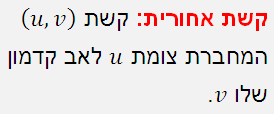 קשת אחורית: קשת (u, v)
המחברת צומת u לאב קדמון
שלו v.